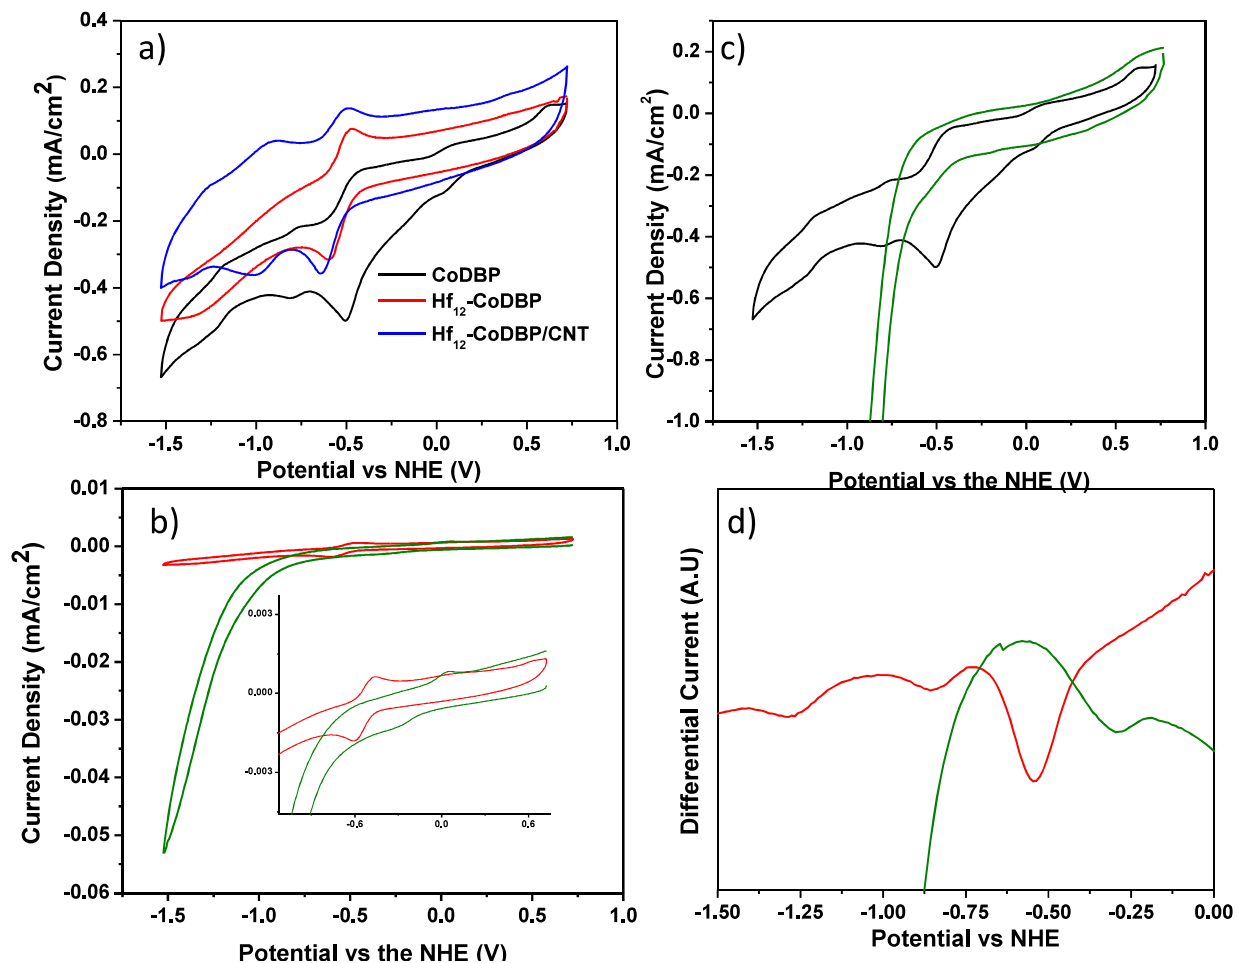 a)
0.4
0.2
0.0
-0.2
-0.4
-0.6
-0.8
Current Density (mA/cm2)
CoDBP
Hf12-CoDBP
Hf12-CoDBP/CNT
-1.5 -1.0 -0.5 0.0 0.5 1.0
Potential vs NHE (V)
c)
0.2
0.0
-0.2
-0.4
-0.6
-0.8
-1.0
Current Density (mA/cm2)
-1.5 -1.0 -0.5 0.0 0.5 1.0
Potential vs the NHE (V)
b)
0.01
0.00
-0.01
-0.02
-0.03
-0.04
-0.05
-0.06
Current Density (mA/cm2)
0.003
0.000
-0.003
-0.6 0.0 0.6
-1.5 -1.0 -0.5 0.0 0.5 1.0
Potential vs the NHE (V)
d)
Differential Current (A.U)
-1.50 -1.25 -1.00 -0.75 -0.50 -0.25 0.00
Potential vs NHE